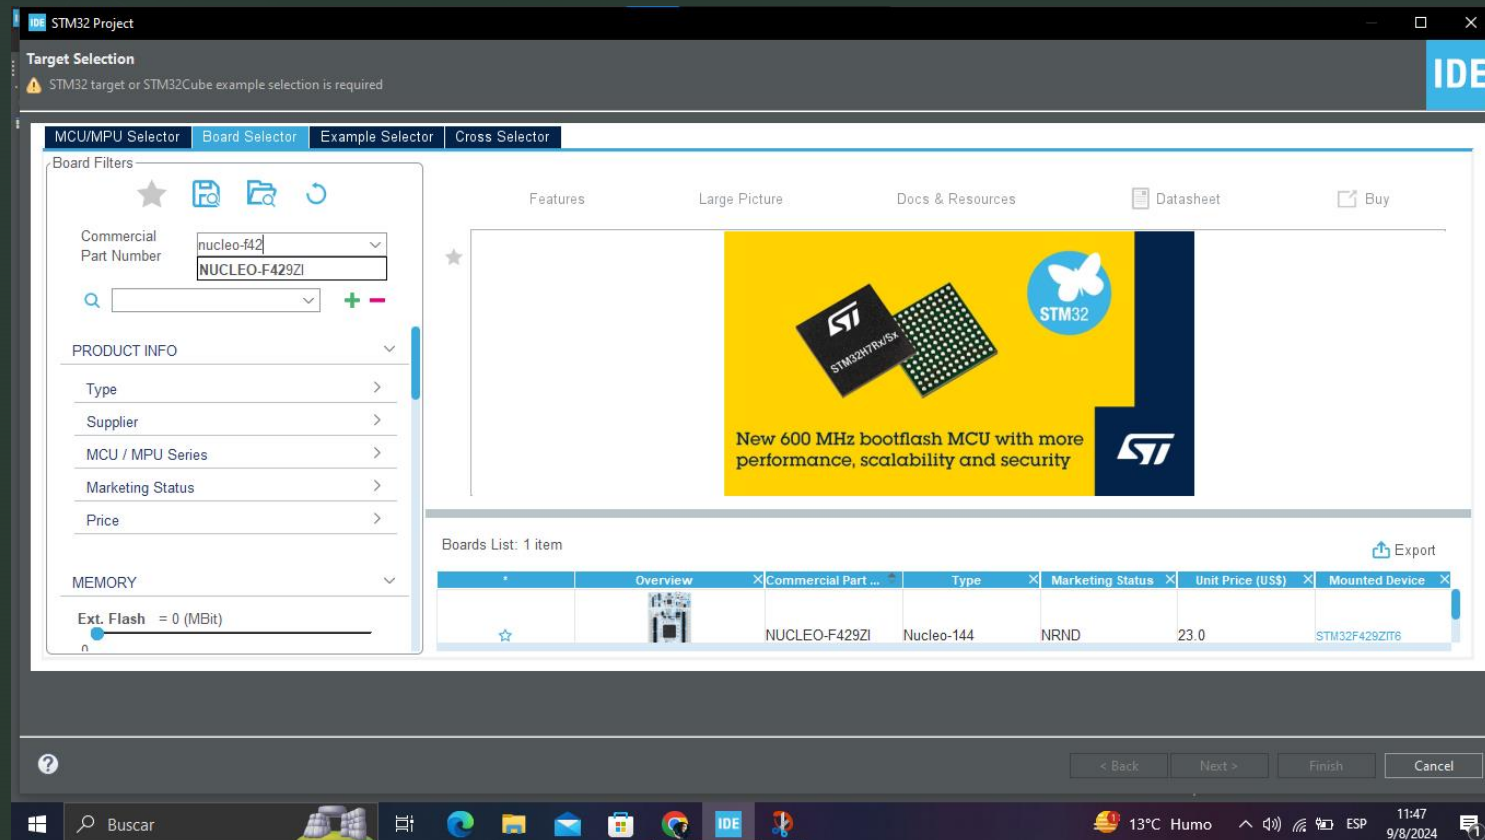 IDE STM32 Project
Target Selection
STM32 target or STM32Cube example selection is required
IDE
MCU/MPU Selector Board Selector Example Selector Cross Selector
Board Filters
Features Large Picture Docs & Resources Datasheet Buy
Commercial
Part Number
nucleo-f42
NUCLEO-F429ZI
PRODUCT INFO
Type
Supplier
MCU / MPU Series
Marketing Status
Price
MEMORY
Ext. Flash = 0 (MBit)
0
STM32
STM32H7Rx/Sx
New 600 MHz bootflash MCU with more
performance, scalability and security
Boards List: 1 item
Export
* Overview Commercial Part ... Type Marketing Status Unit Price (US$) Mounted Device
NUCLEO-F429ZI Nucleo-144 NRND 23.0 STM32F429ZIT6
< Back Next > Finish Cancel
Buscar
IDE
13°C Humo
ESP
11:47
9/8/2024